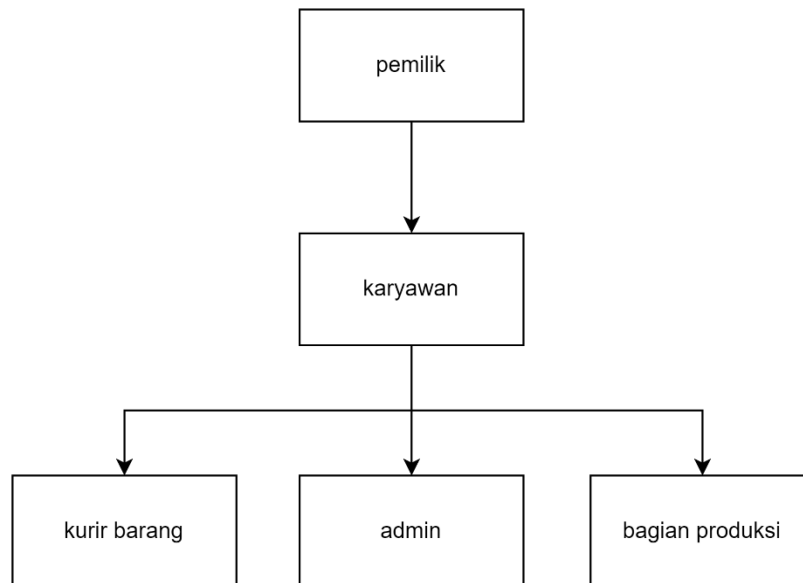 pemilik
karyawan
kurir barang
admin
bagian produksi